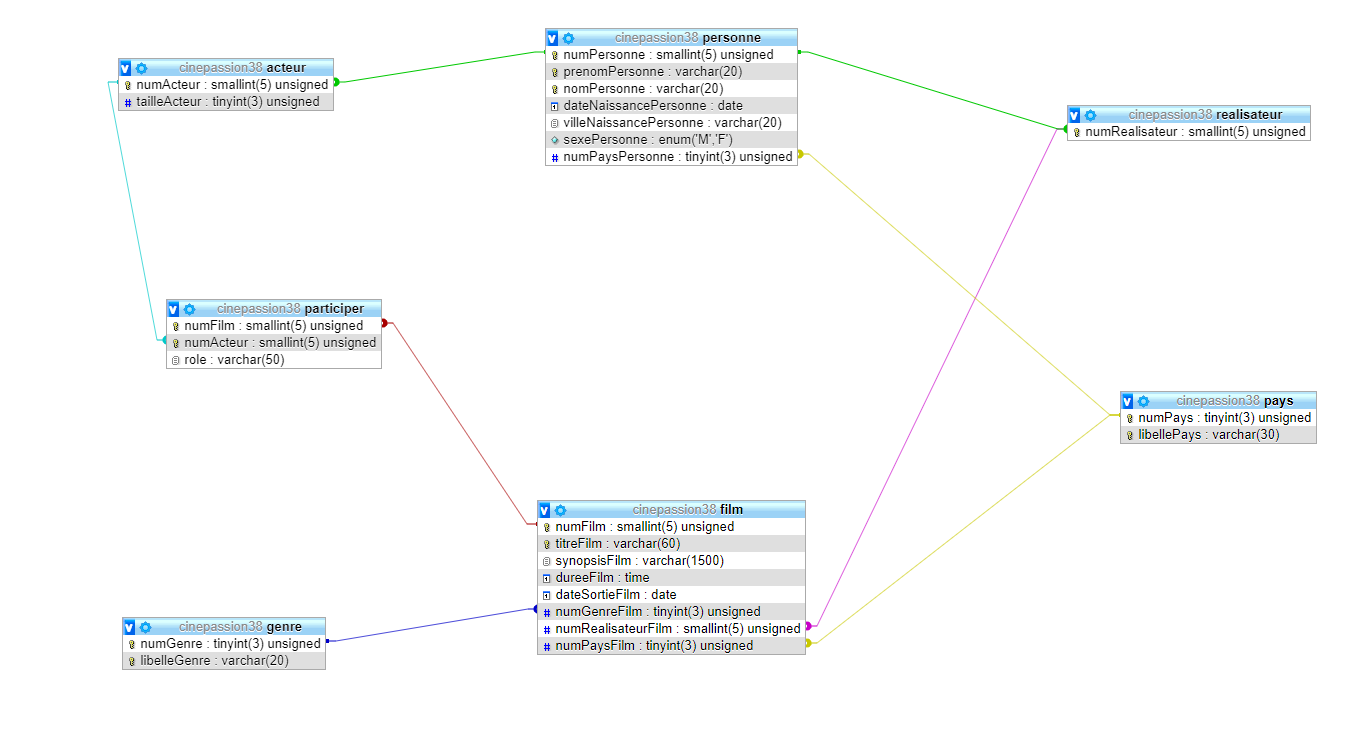 cinepassion38 personne
numPersonne : smallint(5) unsigned
prenomPersonne : varchar(20)
nomPersonne : varchar(20)
dateNaissancePersonne : date
villeNaissancePersonne : varchar(20)
sexePersonne : enum('M','F')
numPaysPersonne : tinyint(3) unsigned
cinepassion38 acteur
numActeur : smallint(5) unsigned
tailleActeur : tinyint(3) unsigned
cinepassion38 realisateur
numRealisateur : smallint(5) unsigned
cinepassion38 participer
numFilm : smallint(5) unsigned
numActeur : smallint(5) unsigned
role : varchar(50)
cinepassion38 pays
numPays : tinyint(3) unsigned
libellePays : varchar(30)
cinepassion38 film
numFilm : smallint(5) unsigned
titreFilm : varchar(60)
synopsisFilm : varchar(1500)
dureeFilm : time
dateSortieFilm : date
numGenreFilm : tinyint(3) unsigned
numRealisateurFilm : smallint(5) unsigned
numPaysFilm : tinyint(3) unsigned
cinepassion38 genre
numGenre : tinyint(3) unsigned
libelleGenre : varchar(20)